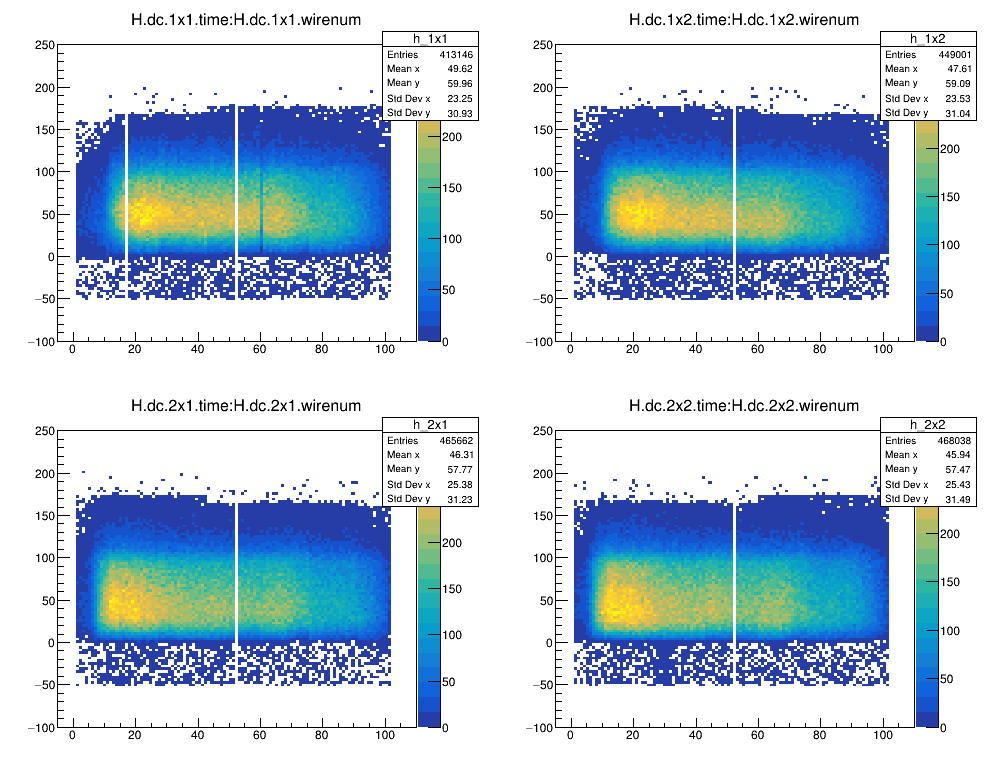 H.dc.1x1.time:H.dc.1x1.wirenum
h_1x1
Entries 413146
Mean x 49.62
Mean y 59.96
Std Dev x 23.25
Std Dev y 30.93
250
200
150
100
50
0
−50
−100
0 20 40 60 80 100
200
150
100
50
0
H.dc.1x2.time:H.dc.1x2.wirenum
h_1x2
Entries 449001
Mean x 47.61
Mean y 59.09
Std Dev x 23.53
Std Dev y 31.04
250
200
150
100
50
0
−50
−100
0 20 40 60 80 100
200
150
100
50
0
H.dc.2x1.time:H.dc.2x1.wirenum
h_2x1
Entries 465662
Mean x 46.31
Mean y 57.77
Std Dev x 25.38
Std Dev y 31.23
250
200
150
100
50
0
−50
−100
0 20 40 60 80 100
200
150
100
50
0
H.dc.2x2.time:H.dc.2x2.wirenum
h_2x2
Entries 468038
Mean x 45.94
Mean y 57.47
Std Dev x 25.43
Std Dev y 31.49
250
200
150
100
50
0
−50
−100
0 20 40 60 80 100
200
150
100
50
0